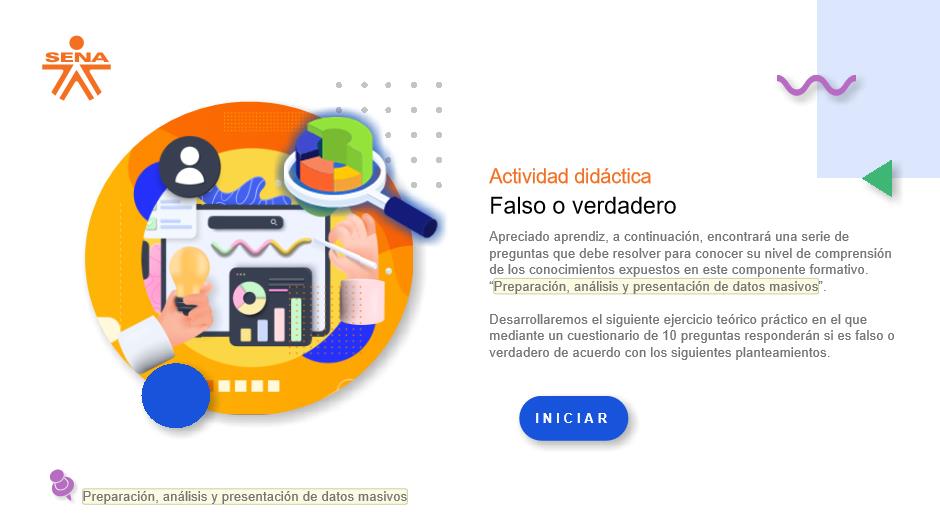 SENA
Actividad didáctica
Falso o verdadero
Apreciado aprendiz, a continuación, encontrará una serie de
preguntas que debe resolver para conocer su nivel de comprensión
de los conocimientos expuestos en este componente formativo.
“Preparación, análisis y presentación de datos masivos”.
Desarrollaremos el siguiente ejercicio teórico práctico en el que
mediante un cuestionario de 10 preguntas responderán si es falso o
verdadero de acuerdo con los siguientes planteamientos.
INICIAR
Preparación, análisis y presentación de datos masivos